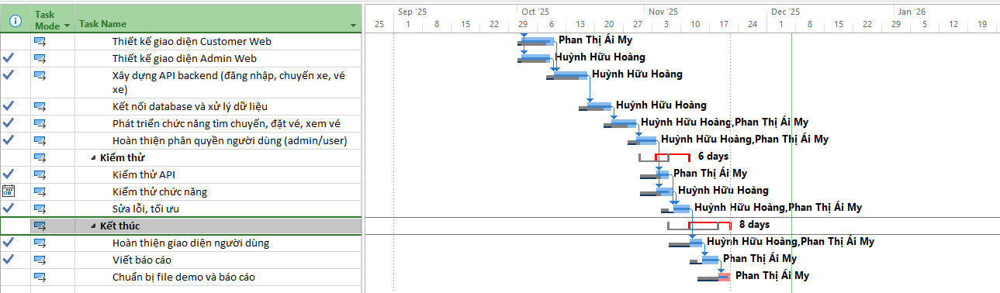 Task Mode Task Name Sep '25 Oct '25 Nov '25 Dec '25 Jan '26
25 1 8 15 22 29 6 13 20 27 3 10 17 24 1 8 15 22 29 5 12 19
Thiết kế giao diện Customer Web Phan Thị Ái My
Thiết kế giao diện Admin Web Huỳnh Hữu Hoàng
Xây dựng API backend (đăng nhập, chuyến xe, vé Huỳnh Hữu Hoàng
xe)
Kết nối database và xử lý dữ liệu Huỳnh Hữu Hoàng
Phát triển chức năng tìm chuyến, đặt vé, xem vé Huỳnh Hữu Hoàng,Phan Thị Ái My
Hoàn thiện phân quyền người dùng (admin/user) Huỳnh Hữu Hoàng,Phan Thị Ái My
Kiểm thử 6 days
Kiểm thử API Phan Thị Ái My
Kiểm thử chức năng Huỳnh Hữu Hoàng
Sửa lỗi, tối ưu Huỳnh Hữu Hoàng,Phan Thị Ái My
Kết thúc 8 days
Hoàn thiện giao diện người dùng Huỳnh Hữu Hoàng,Phan Thị Ái My
Viết báo cáo Phan Thị Ái My
Chuẩn bị file demo và báo cáo Phan Thị Ái My